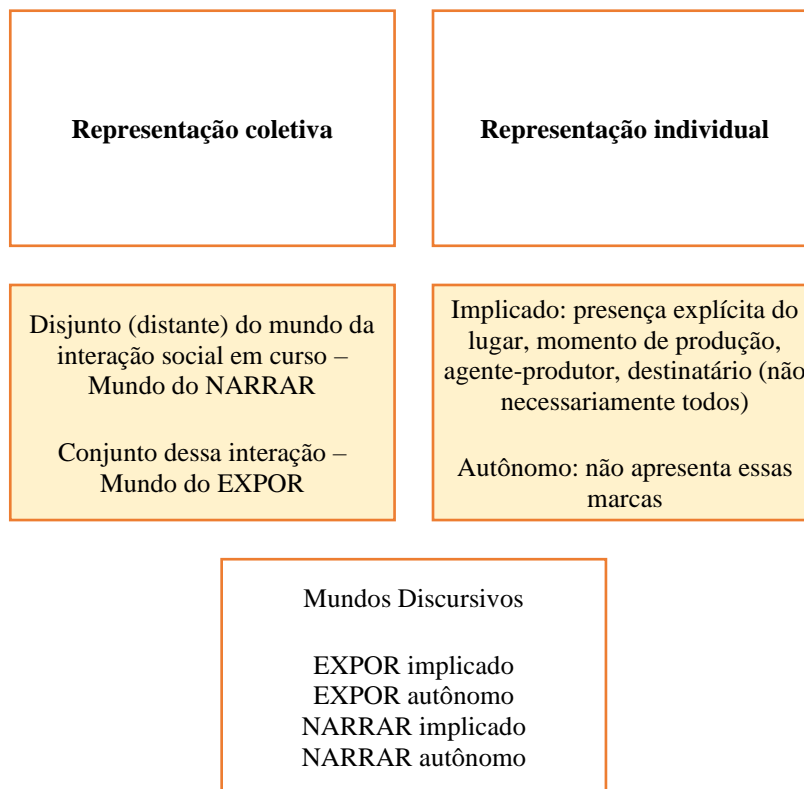 Representação coletiva
Representação individual
Disjunto (distante) do mundo da
interação social em curso –
Mundo do NARRAR
Conjunto dessa interação –
Mundo do EXPOR
Implicado: presença explícita do
lugar, momento de produção,
agente-produtor, destinatário (não
necessariamente todos)
Autônomo: não apresenta essas
marcas
Mundos Discursivos
EXPOR implicado
EXPOR autônomo
NARRAR implicado
NARRAR autônomo